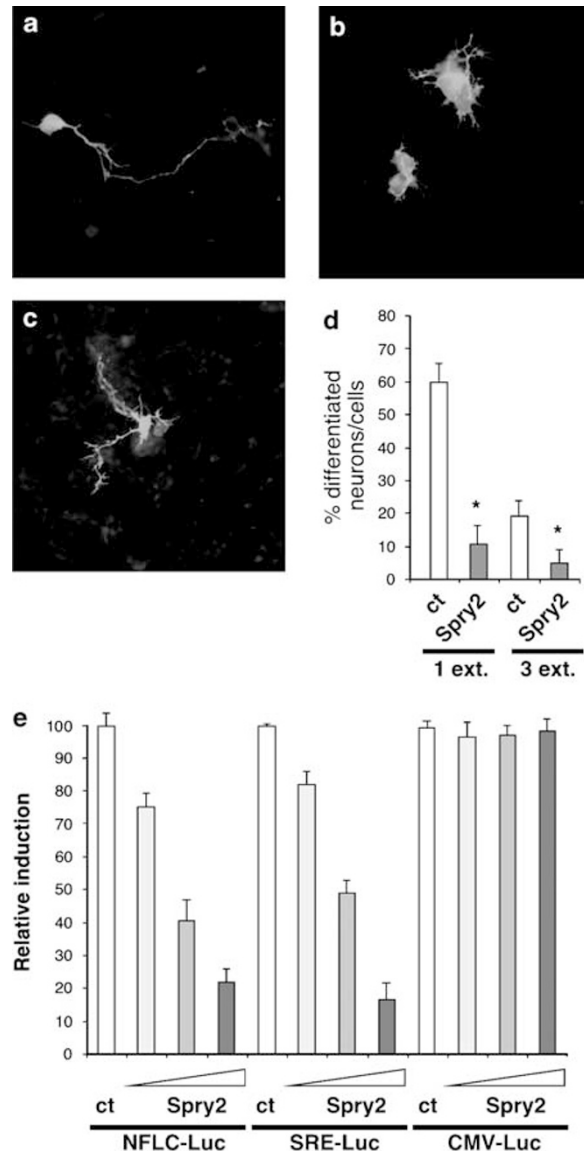 a
b
c
d
80
70
60
50
40
30
20
10
0
% differentiated
neurons/cells
*
*
ct
Spry2
ct
Spry2
1 ext.
3 ext.
e
100
90
80
70
60
50
40
30
20
10
0
Relative induction
ct
Spry2
ct
Spry2
ct
Spry2
NFLC-Luc
SRE-Luc
CMV-Luc